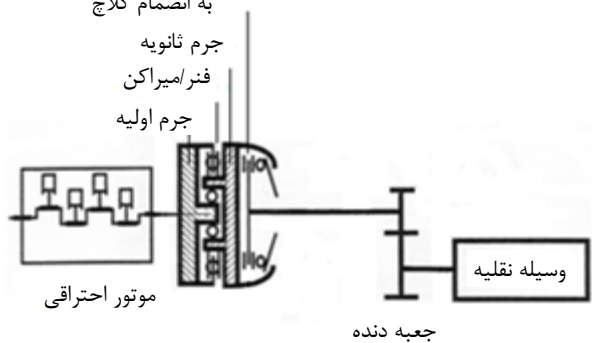 به انضمام کلاچ
جرم ثانویه
فنر/میراکن
جرم اولیه
وسیله نقلیه
موتور احتراقی
جعبه دنده